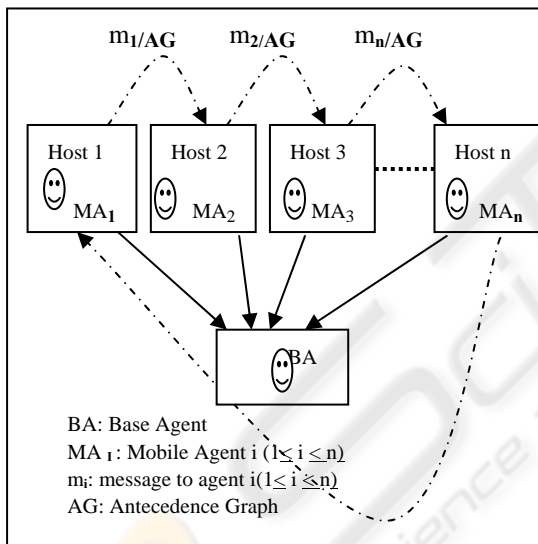 m1/AG m2/AG mn/AG
Host 1 Host 2 Host 3 Host n
MA1 MA2 MA3 MAn
BA
BA: Base Agent
MA I : Mobile Agent i (1≤ i ≤n)
mi: message to agent i(1≤ i ≤n)
AG: Antecedence Graph